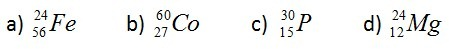 a) ²⁴₅₆Fe b) ⁶⁰₂₇Co c) ³⁰₁₅P d) ²⁴₁₂Mg